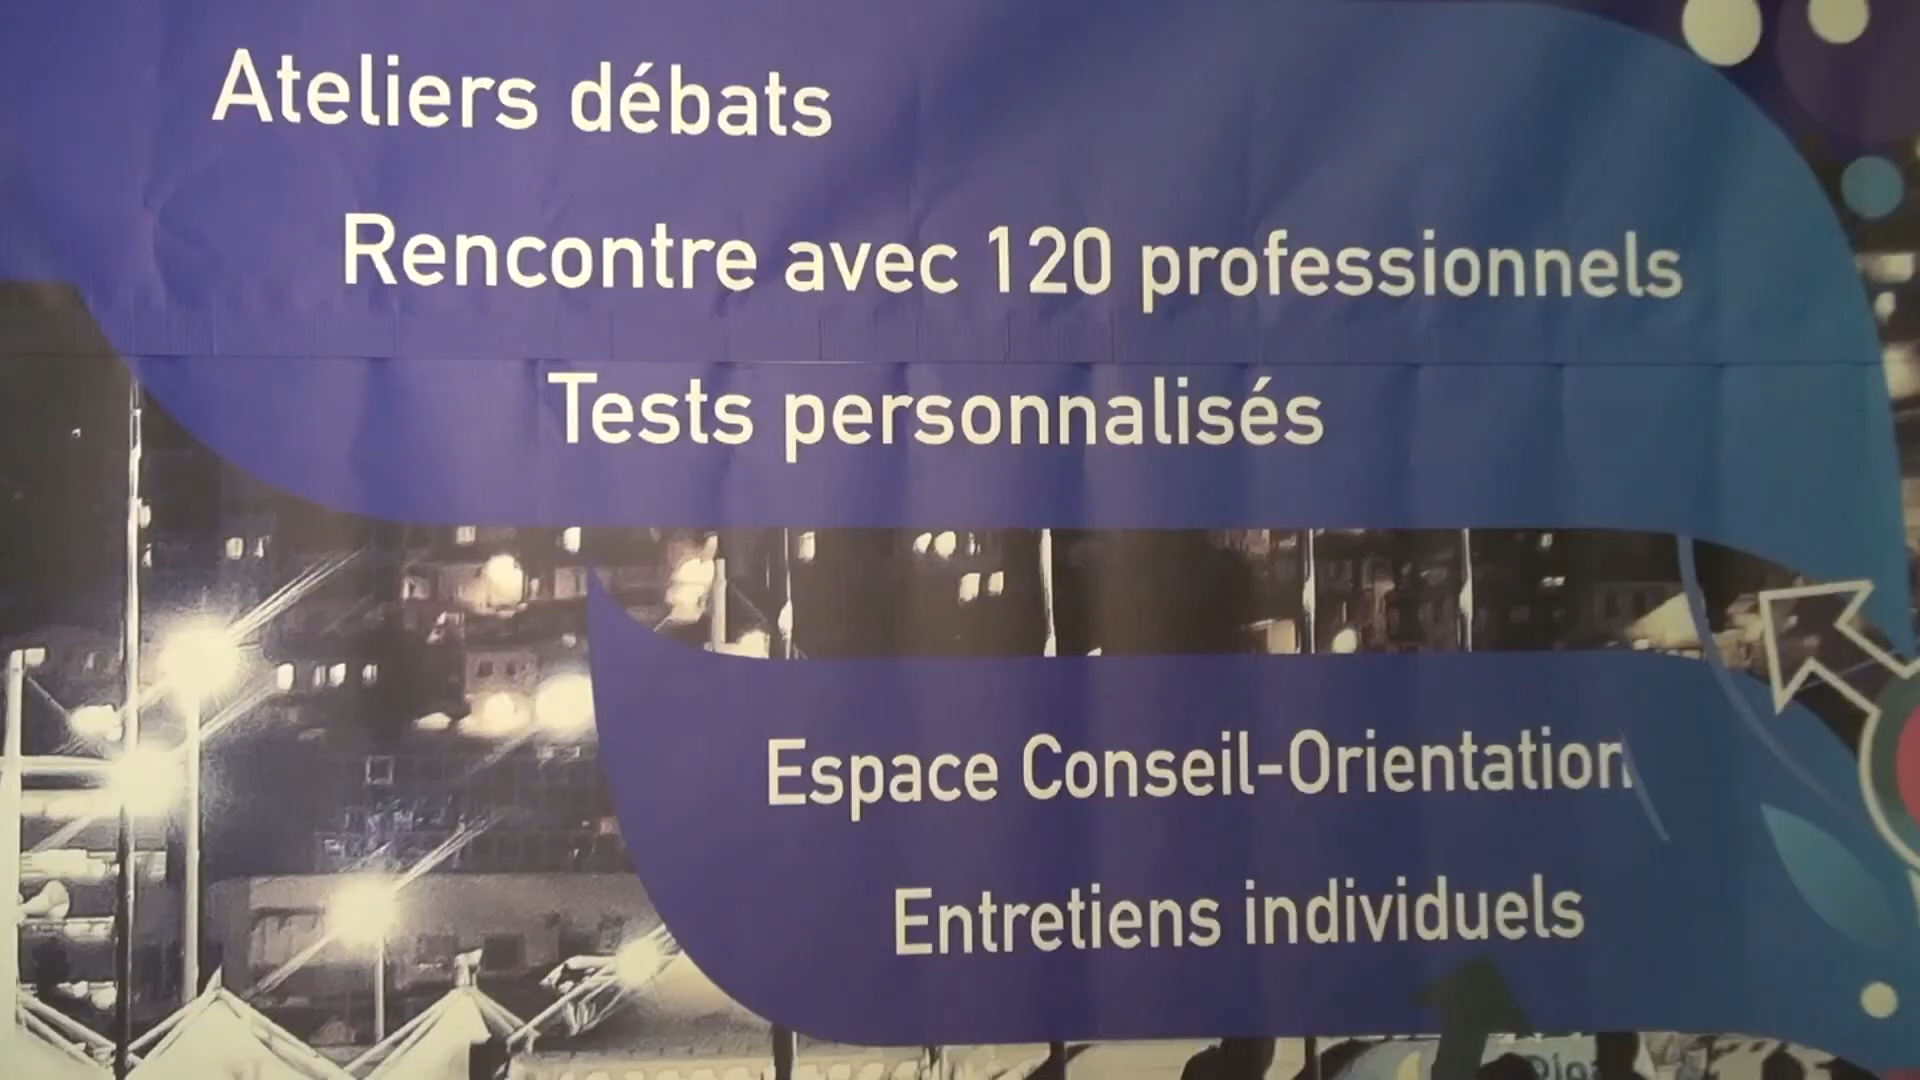 Ateliers débats
Rencontre avec 120 professionnels
Tests personnalisés
Espace Conseil-Orientation
Entretiens individuels